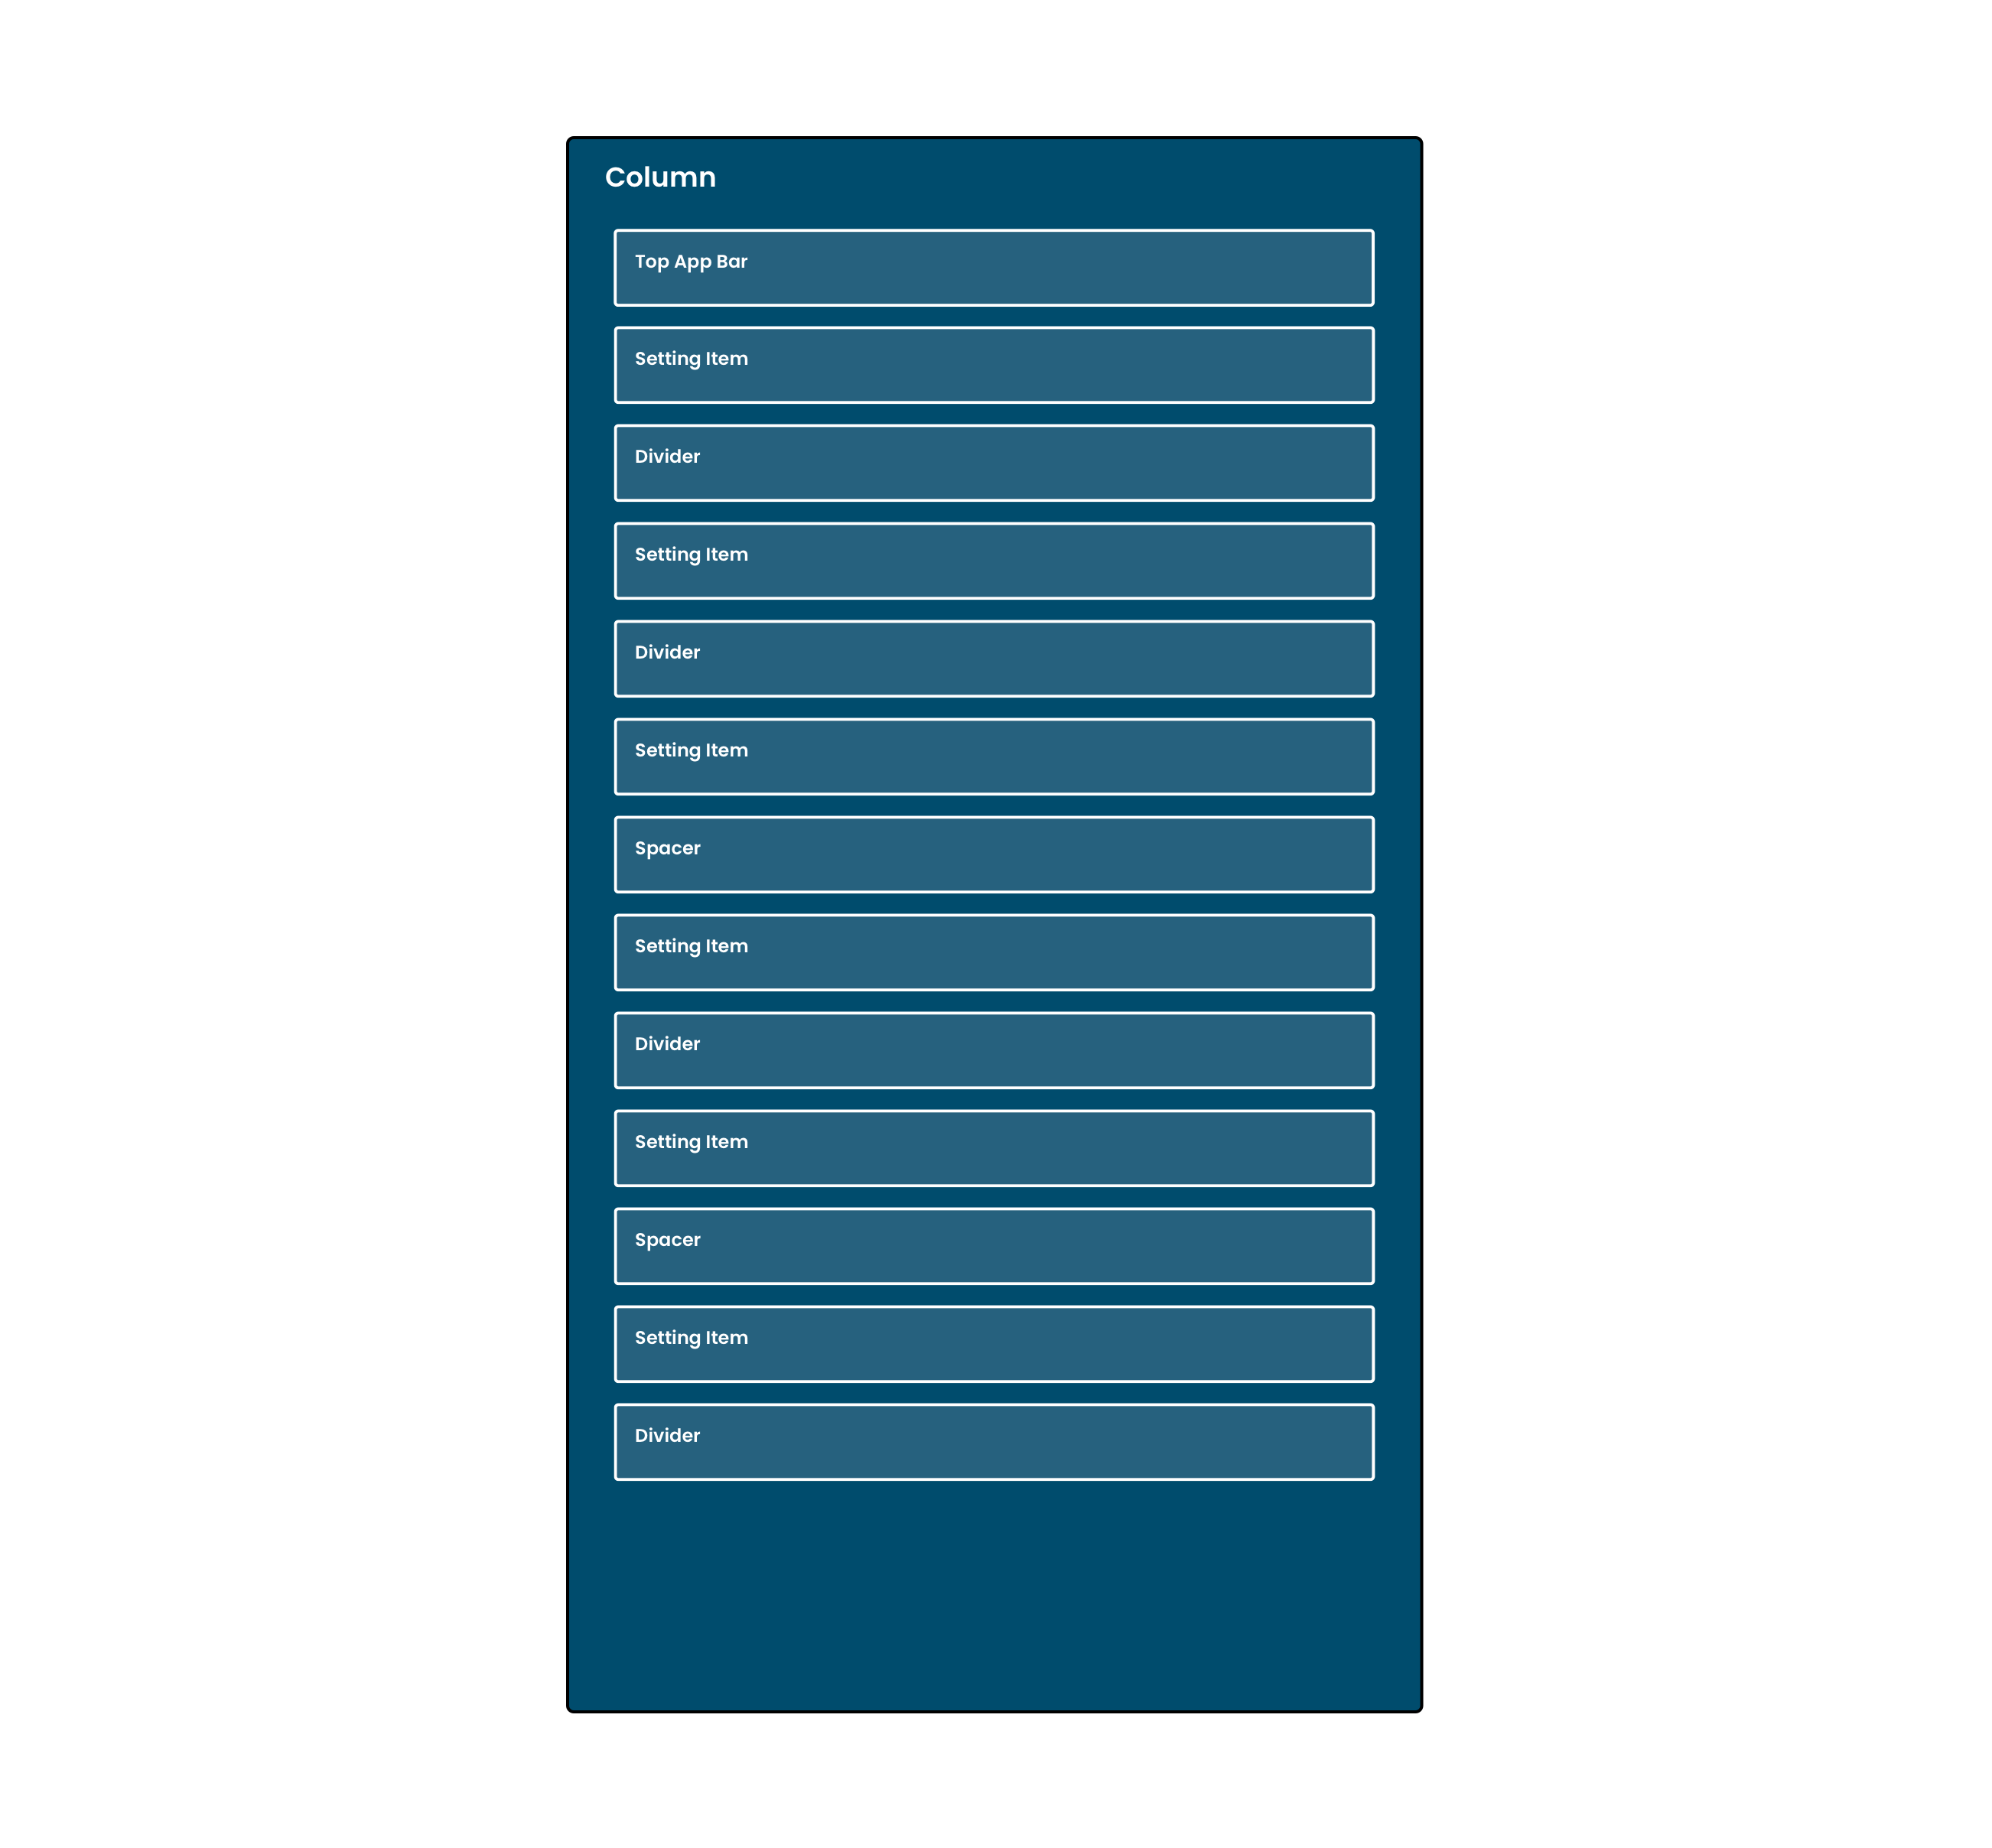 Column
Top App Bar
Setting Item
Divider
Setting Item
Divider
Setting Item
Spacer
Setting Item
Divider
Setting Item
Spacer
Setting Item
Divider